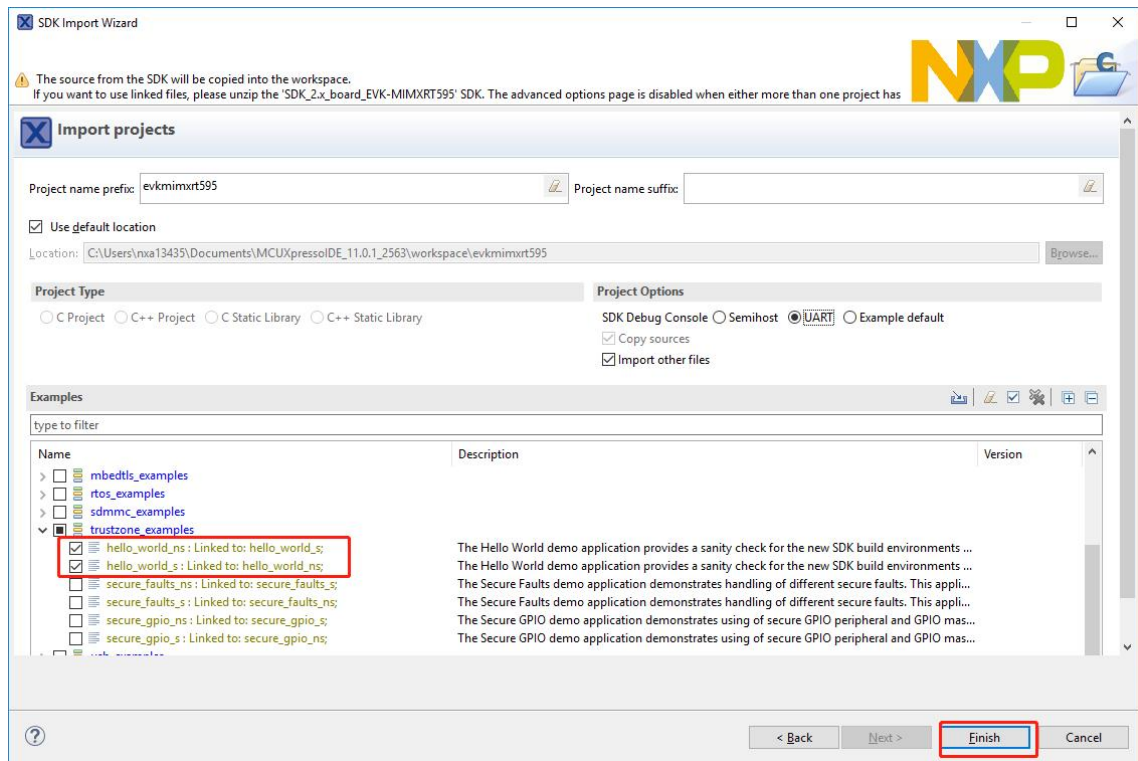 SDK Import Wizard
The source from the SDK will be copied into the workspace.
If you want to use linked files, please unzip the 'SDK_2.x_board_EVK-MIMXRT595' SDK. The advanced options page is disabled when either more than one project has
NXP
C
Import projects
Project name prefix: evkmimxrt595 Project name suffix:
Use default location
Location: C:\Users\nxa13435\Documents\MCUXpressoIDE_11.0.1_2563\workspace\evkmimxrt595 Browse...
Project Type Project Options
C Project C++ Project C Static Library C++ Static Library SDK Debug Console Semihost UART Example default
Copy sources
Import other files
Examples
type to filter
Name Description Version
mbedtls_examples
rtos_examples
sdmmc_examples
trustzone_examples
hello_world_ns : Linked to: hello_world_s; The Hello World demo application provides a sanity check for the new SDK build environments ...
hello_world_s : Linked to: hello_world_ns; The Hello World demo application provides a sanity check for the new SDK build environments ...
secure_faults_ns : Linked to: secure_faults_s; The Secure Faults demo application demonstrates handling of different secure faults. This appli...
secure_faults_s : Linked to: secure_faults_ns; The Secure Faults demo application demonstrates handling of different secure faults. This appli...
secure_gpio_ns : Linked to: secure_gpio_s; The Secure GPIO demo application demonstrates using of secure GPIO peripheral and GPIO mas...
secure_gpio_s : Linked to: secure_gpio_ns; The Secure GPIO demo application demonstrates using of secure GPIO peripheral and GPIO mas...
? < Back Next > Finish Cancel